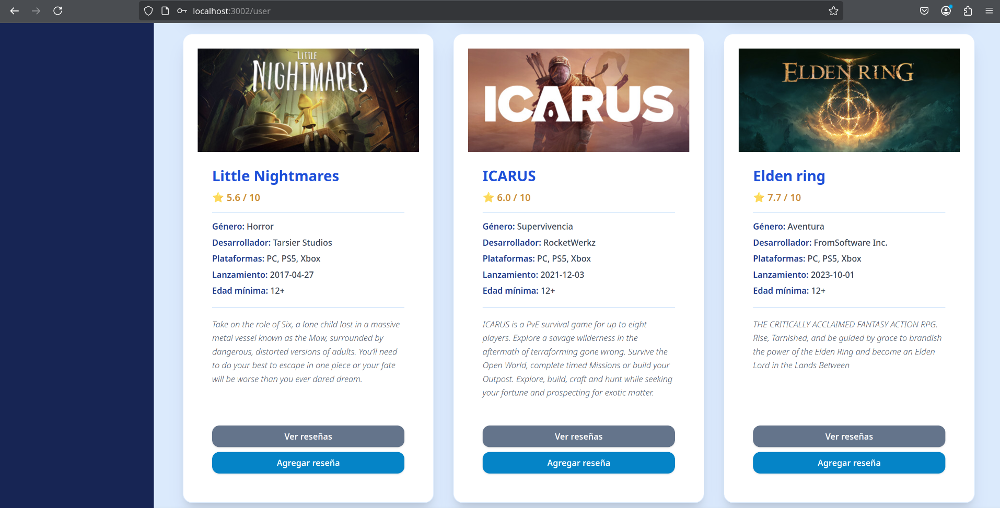 localhost:3002/user
LITTLE
NIGHTMARES
Little Nightmares
5.6 / 10
Género: Horror
Desarrollador: Tarsier Studios
Plataformas: PC, PS5, Xbox
Lanzamiento: 2017-04-27
Edad mínima: 12+
Take on the role of Six, a lone child lost in a massive
metal vessel known as the Maw, surrounded by
dangerous, distorted versions of adults. You’ll need
to do your best to escape in one piece or your fate
will be worse than you ever dared dream.
Ver reseñas
Agregar reseña
ICARUS
ICARUS
6.0 / 10
Género: Supervivencia
Desarrollador: RocketWerkz
Plataformas: PC, PS5, Xbox
Lanzamiento: 2021-12-03
Edad mínima: 12+
ICARUS is a PvE survival game for up to eight
players. Explore a savage wilderness in the
aftermath of terraforming gone wrong. Survive the
Open World, complete timed Missions or build your
Outpost. Explore, build, craft and hunt while seeking
your fortune and prospecting for exotic matter.
Ver reseñas
Agregar reseña
ELDEN RING
Elden ring
7.7 / 10
Género: Aventura
Desarrollador: FromSoftware Inc.
Plataformas: PC, PS5, Xbox
Lanzamiento: 2023-10-01
Edad mínima: 12+
THE CRITICALLY ACCLAIMED FANTASY ACTION RPG.
Rise, Tarnished, and be guided by grace to brandish
the power of the Elden Ring and become an Elden
Lord in the Lands Between
Ver reseñas
Agregar reseña